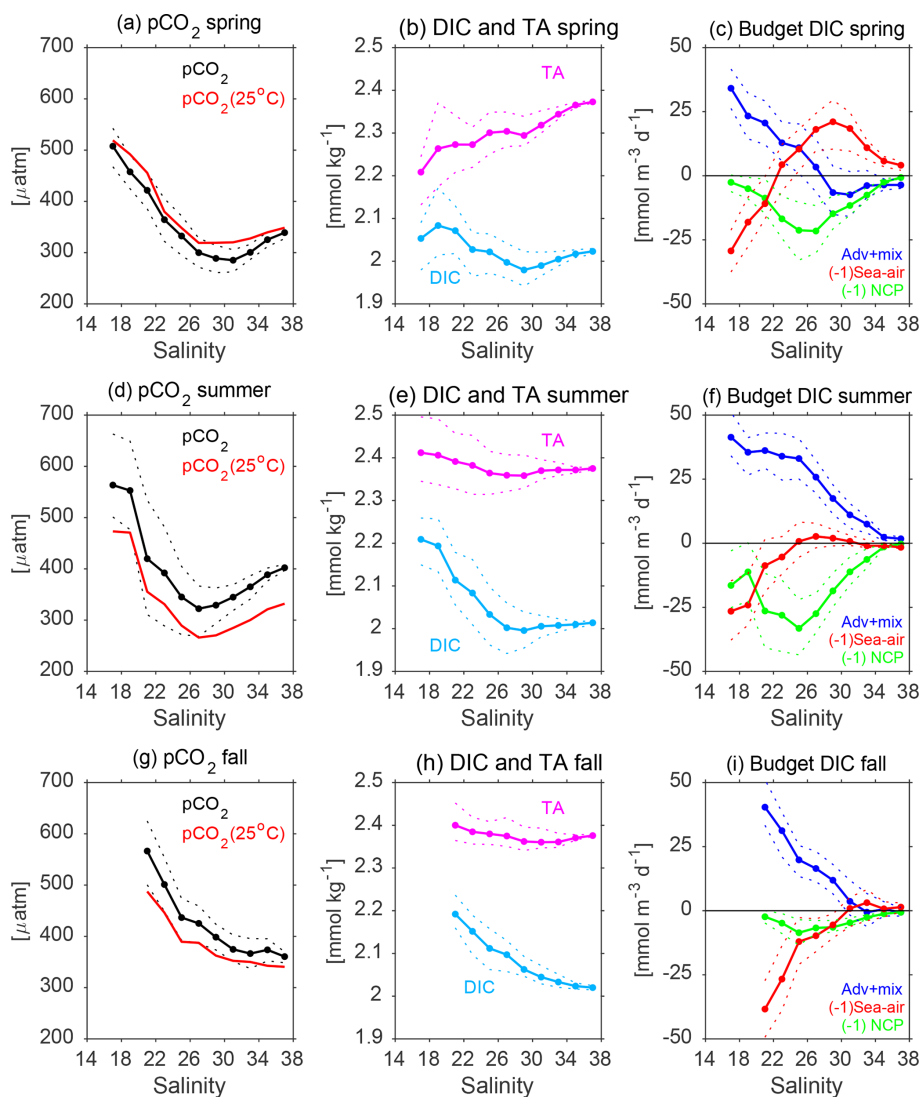 (a) pCO2 spring
(b) DIC and TA spring
(c) Budget DIC spring
700
600
500
400
300
200
[μatm]
pCO2
pCO2(25°C)
14 18 22 26 30 34 38
Salinity
2.5
2.4
2.3
2.2
2.1
2
1.9
[mmol kg-1]
TA
DIC
14 18 22 26 30 34 38
Salinity
50
25
0
-25
-50
[mmol m-3 d-1]
Adv+mix
(-1)Sea-air
(-1) NCP
14 18 22 26 30 34 38
Salinity
(d) pCO2 summer
(e) DIC and TA summer
(f) Budget DIC summer
700
600
500
400
300
200
[μatm]
pCO2
pCO2(25°C)
14 18 22 26 30 34 38
Salinity
2.5
2.4
2.3
2.2
2.1
2
1.9
[mmol kg-1]
TA
DIC
14 18 22 26 30 34 38
Salinity
50
25
0
-25
-50
[mmol m-3 d-1]
Adv+mix
(-1)Sea-air
(-1) NCP
14 18 22 26 30 34 38
Salinity
(g) pCO2 fall
(h) DIC and TA fall
(i) Budget DIC fall
700
600
500
400
300
200
[μatm]
pCO2
pCO2(25°C)
14 18 22 26 30 34 38
Salinity
2.5
2.4
2.3
2.2
2.1
2
1.9
[mmol kg-1]
TA
DIC
14 18 22 26 30 34 38
Salinity
50
25
0
-25
-50
[mmol m-3 d-1]
Adv+mix
(-1)Sea-air
(-1) NCP
14 18 22 26 30 34 38
Salinity